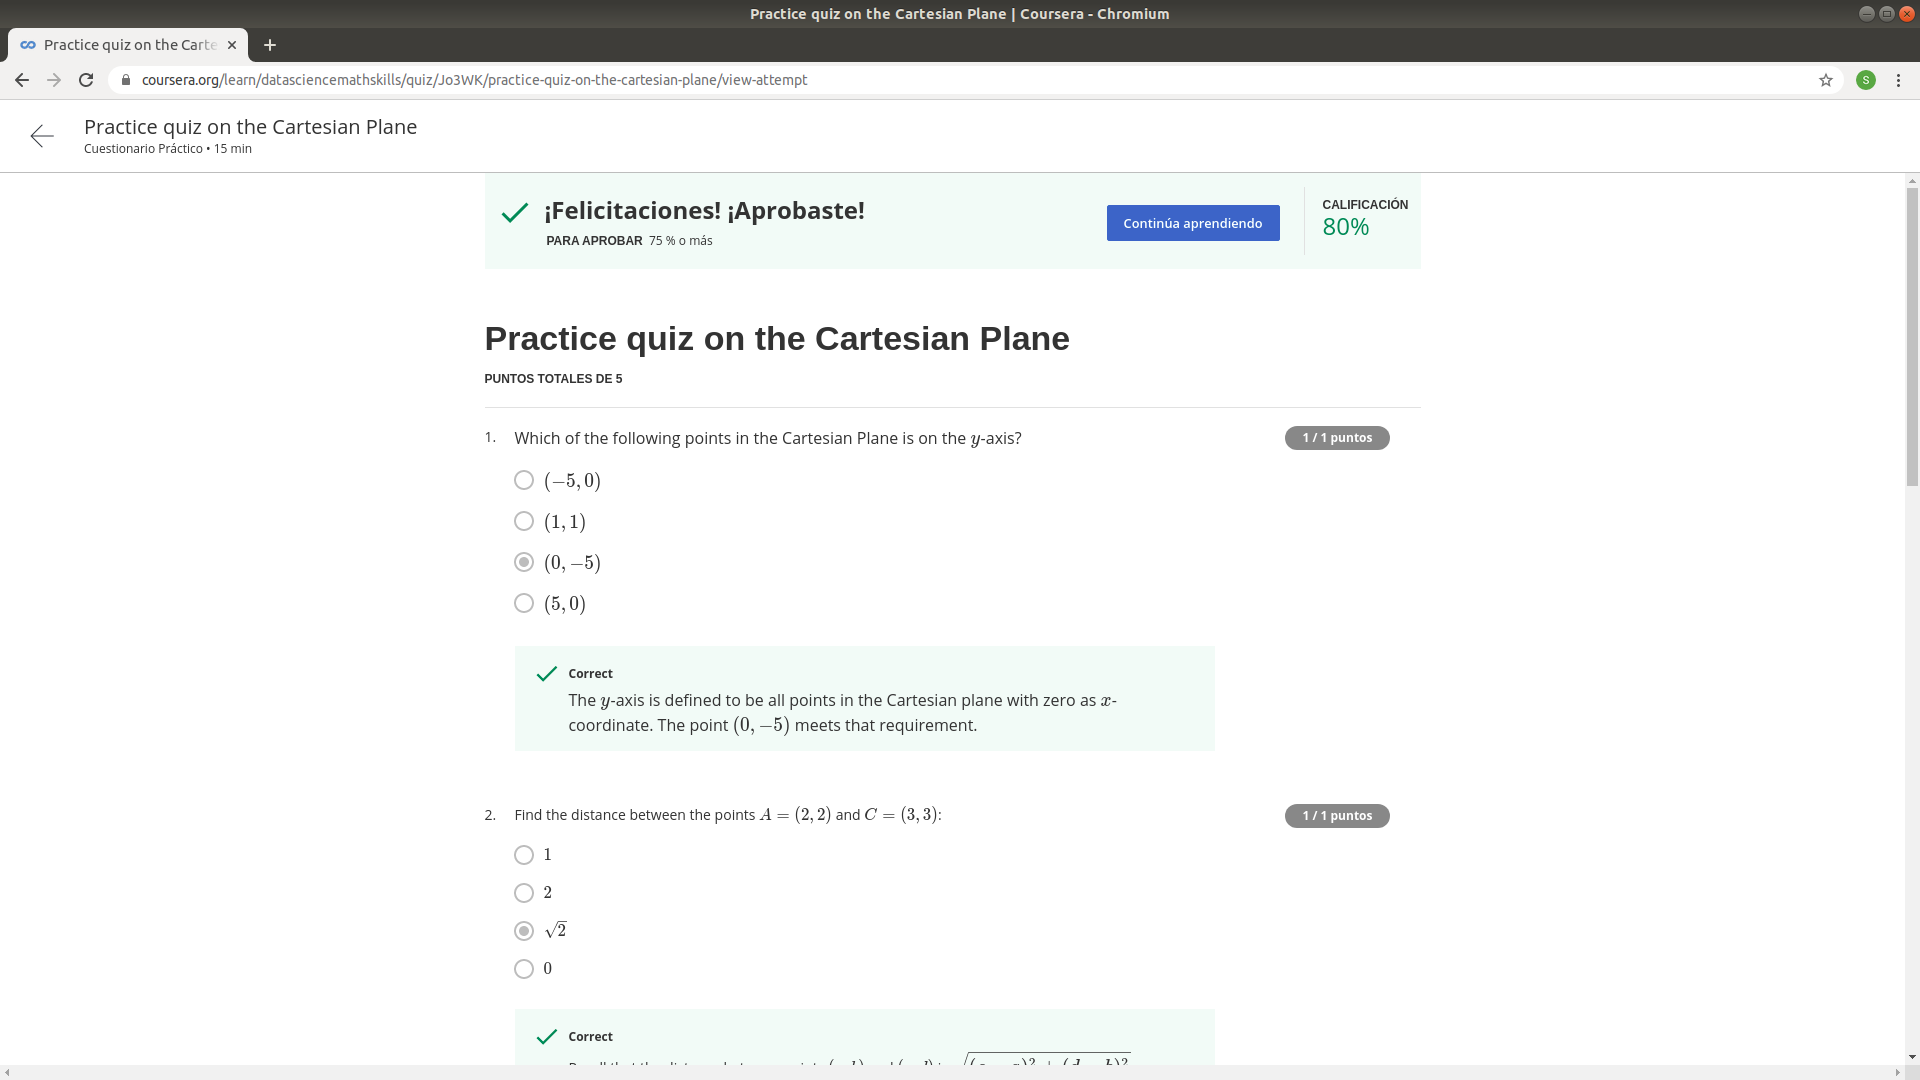 Practice quiz on the Cartesian Plane | Coursera - Chromium
Practice quiz on the Carte
coursera.org/learn/datasciencemathskills/quiz/Jo3WK/practice-quiz-on-the-cartesian-plane/view-attempt
S
Practice quiz on the Cartesian Plane
Cuestionario Práctico • 15 min
¡Felicitaciones! ¡Aprobaste!
PARA APROBAR 75 % o más
Continúa aprendiendo
CALIFICACIÓN
80%
Practice quiz on the Cartesian Plane
PUNTOS TOTALES DE 5
1. Which of the following points in the Cartesian Plane is on the y-axis?
1 / 1 puntos
(−5, 0)
(1, 1)
(0, −5)
(5, 0)
Correct
The y-axis is defined to be all points in the Cartesian plane with zero as x-
coordinate. The point (0, −5) meets that requirement.
2. Find the distance between the points A = (2, 2) and C = (3, 3):
1 / 1 puntos
1
2
√2
0
Correct